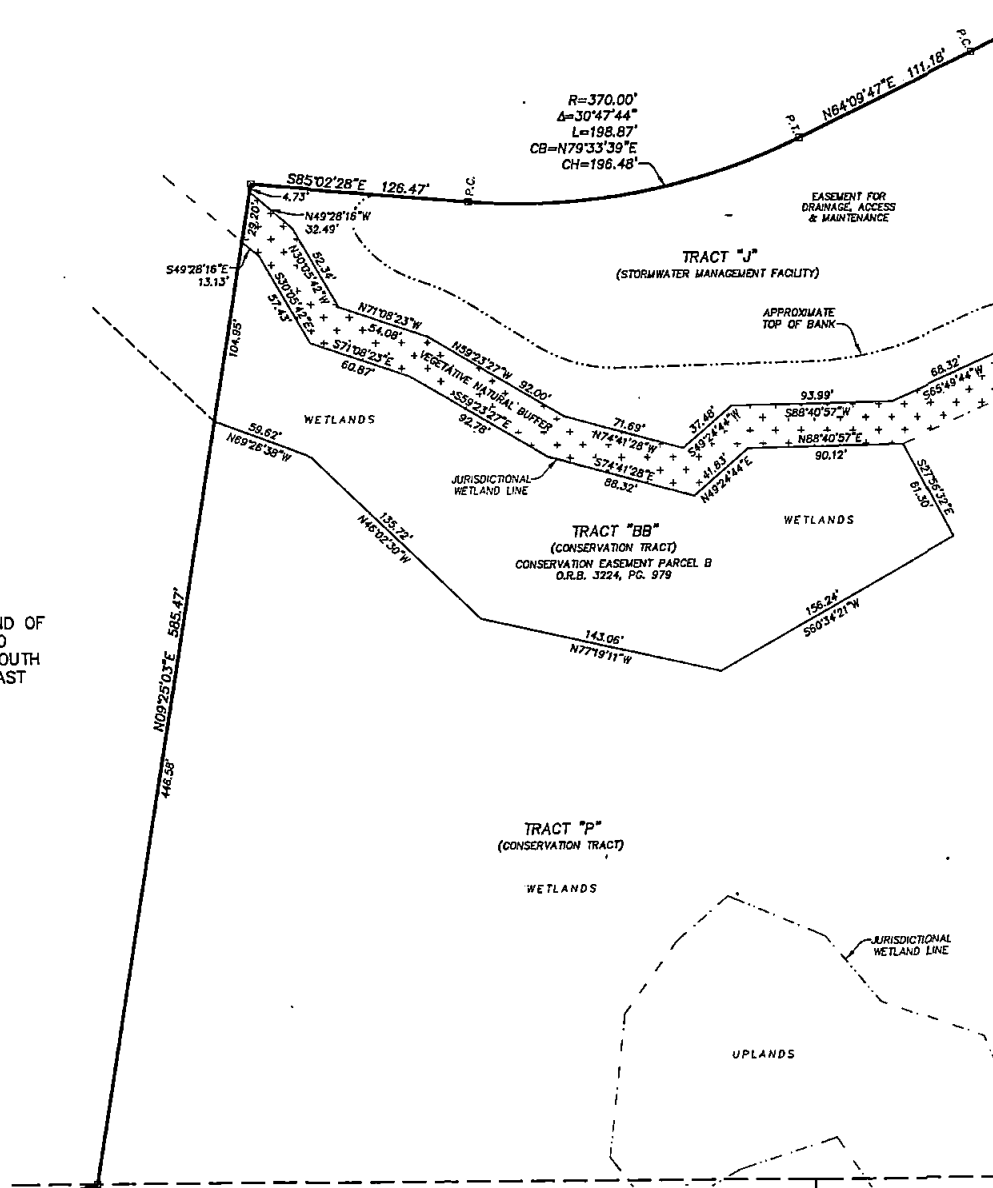 P.C.
N64°09'47"E 111.18'
P.T.
R=370.00'
Δ=30°47'44"
L=198.87'
CB=N79°33'39"E
CH=196.48'
S85°02'28"E 126.47'
P.C.
4.73'
N49°28'16"W
32.49'
29.20'
EASEMENT FOR
DRAINAGE, ACCESS
& MAINTENANCE
TRACT "J"
(STORMWATER MANAGEMENT FACILITY)
S49°28'16"E
13.13'
52.34'
N30°05'42"W
S30°05'42"E
57.43'
APPROXIMATE
TOP OF BANK
N71°08'23"W
54.08'
S71°08'23"E
60.87'
N59°23'27"W 92.00'
VEGETATIVE NATURAL BUFFER
S59°23'27"E
92.78'
104.95'
68.32'
S65°49'44"W
93.99'
S88°40'57"W
N88°40'57"E
90.12'
37.48'
S49°24'44"W
71.69'
N74°41'28"W
S74°41'28"E
88.32'
41.83'
N49°24'44"E
WETLANDS
59.62'
N69°26'38"W
JURISDICTIONAL
WETLAND LINE
S27°56'32"E
61.30'
135.72'
N46°02'30"W
WETLANDS
TRACT "BB"
(CONSERVATION TRACT)
CONSERVATION EASEMENT PARCEL B
O.R.B. 3224, PG. 979
156.24'
S60°34'21"W
143.06'
N77°19'11"W
ND OF
O
OUTH
AST
N09°25'03"E 585.47'
446.58'
TRACT "P"
(CONSERVATION TRACT)
WETLANDS
JURISDICTIONAL
WETLAND LINE
UPLANDS